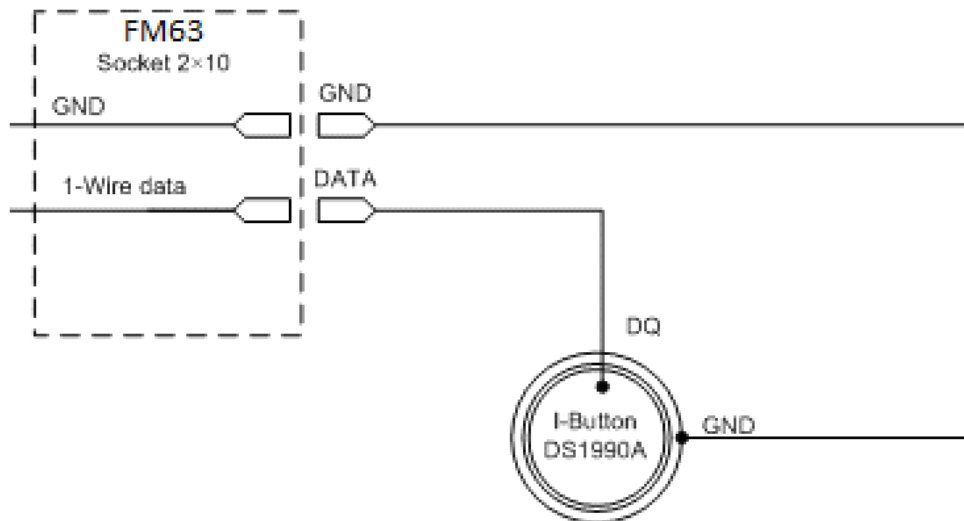 FM63
Socket 2×10
GND
GND
1-Wire data
DATA
DQ
I-Button
DS1990A
GND